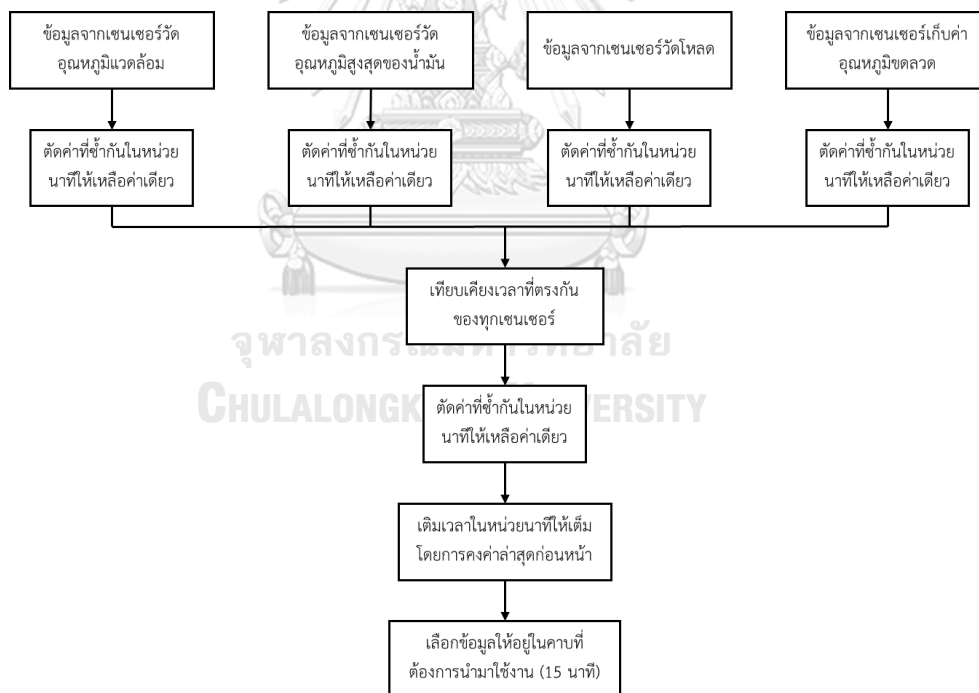 ข้อมูลจากเซนเซอร์วัด
อุณหภูมิแวดล้อม
ข้อมูลจากเซนเซอร์วัด
อุณหภูมิสูงสุดของน้ำมัน
ข้อมูลจากเซนเซอร์วัดโหลด
ข้อมูลจากเซนเซอร์เก็บค่า
อุณหภูมิขดลวด
ตัดค่าที่ซ้ำกันในหน่วย
นาทีให้เหลือค่าเดียว
ตัดค่าที่ซ้ำกันในหน่วย
นาทีให้เหลือค่าเดียว
ตัดค่าที่ซ้ำกันในหน่วย
นาทีให้เหลือค่าเดียว
ตัดค่าที่ซ้ำกันในหน่วย
นาทีให้เหลือค่าเดียว
เทียบเคียงเวลาที่ตรงกัน
ของทุกเซนเซอร์
จุฬาลงกรณ์มหาวิทยาลัย
CHULALONGK VERSITY
ตัดค่าที่ซ้ำกันในหน่วย
นาทีให้เหลือค่าเดียว
เติมเวลาในหน่วยนาทีให้เต็ม
โดยการคงค่าล่าสุดก่อนหน้า
เลือกข้อมูลให้อยู่ในคาบที่
ต้องการนำมาใช้งาน (15 นาที)